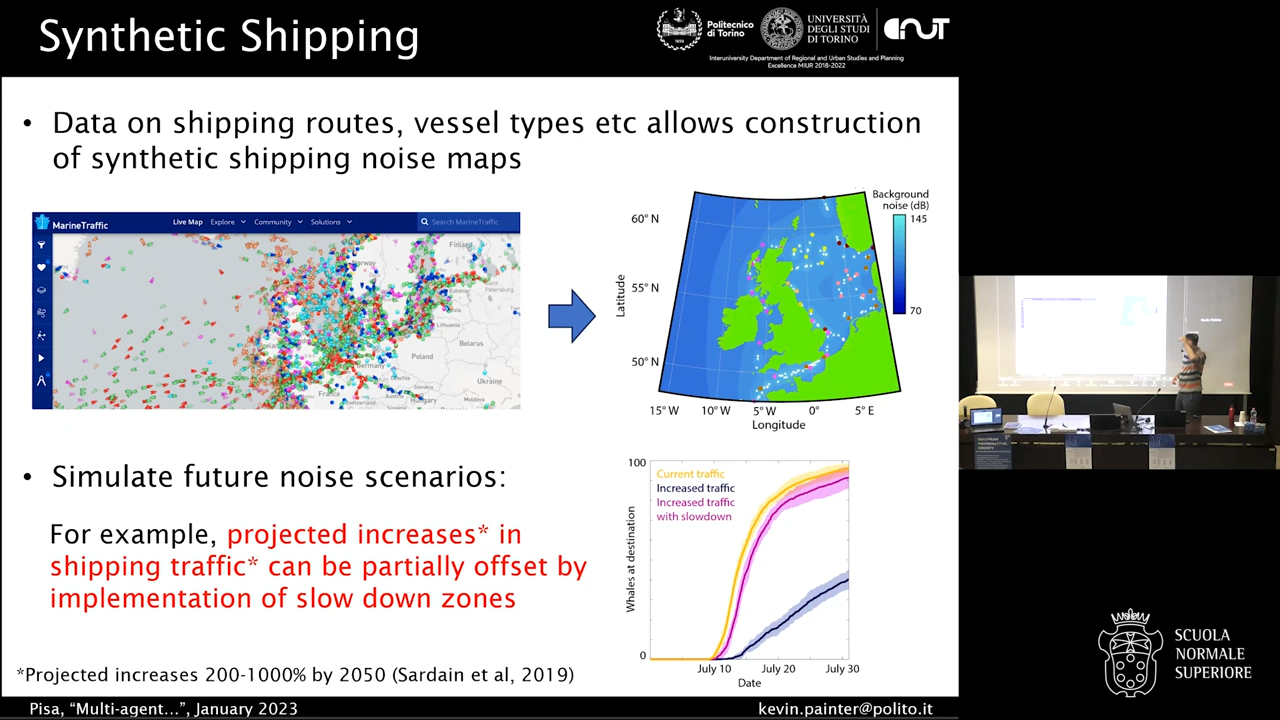 Synthetic Shipping
Politecnico
di Torino
UNIVERSITÀ
DEGLI STUDI
DI TORINO
Interuniversity Department of Regional and Urban Studies and Planning
Excellence MIUR 2018-2022
• Data on shipping routes, vessel types etc allows construction
of synthetic shipping noise maps
MarineTraffic
Live Map Explore Community Solutions Search MarineTraffic
Finland
Norway
Petersburg
Estonia
Lithuania
Belarus
Poland
Germany
Ukraine
France
Hungary
Background
noise (dB)
145
70
60° N
55° N
50° N
Latitude
15° W 10° W 5° W 0° 5° E
Longitude
• Simulate future noise scenarios:
For example, projected increases* in
shipping traffic* can be partially offset by
implementation of slow down zones
100
Current traffic
Increased traffic
Increased traffic
with slowdown
Whales at destination
0
July 10 July 20 July 30
Date
*Projected increases 200-1000% by 2050 (Sardain et al, 2019)
Pisa, “Multi-agent...”, January 2023
kevin.painter@polito.it
SCUOLA
NORMALE
SUPERIORE